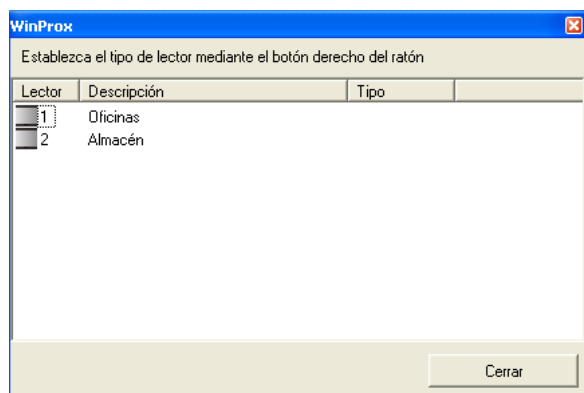 WinProx
Establezca el tipo de lector mediante el botón derecho del ratón
Lector Descripción Tipo
1 Oficinas
2 Almacén
Cerrar